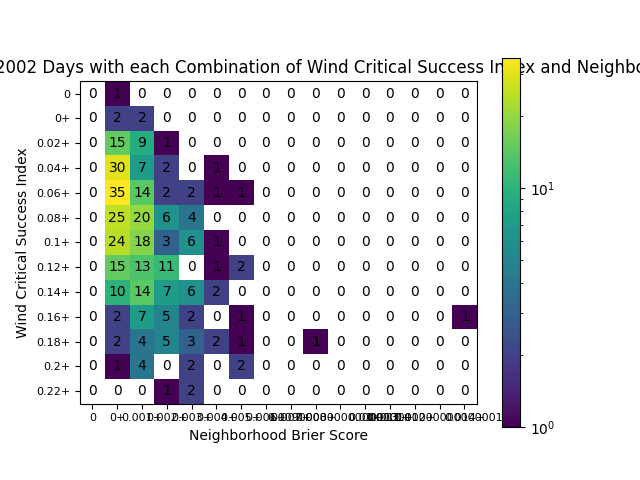 2002 Days with each Combination of Wind Critical Success Index and Neighbo
0 0 1 0 0 0 0 0 0 0 0 0 0 0 0 0 0
0+ 0 2 2 0 0 0 0 0 0 0 0 0 0 0 0 0 0
0.02+ 0 15 9 1 0 0 0 0 0 0 0 0 0 0 0 0 0
0.04+ 0 30 7 2 0 1 0 0 0 0 0 0 0 0 0 0 0
0.06+ 0 35 14 2 2 1 1 0 0 0 0 0 0 0 0 0 0
0.08+ 0 25 20 6 4 0 0 0 0 0 0 0 0 0 0 0 0
0.1+ 0 24 18 3 6 1 0 0 0 0 0 0 0 0 0 0 0
0.12+ 0 15 13 11 0 1 2 0 0 0 0 0 0 0 0 0 0
0.14+ 0 10 14 7 6 2 0 0 0 0 0 0 0 0 0 0 0
0.16+ 0 2 7 5 2 0 1 0 0 0 0 0 0 0 0 0 1
0.18+ 0 2 4 5 3 2 1 0 0 1 0 0 0 0 0 0 0
0.2+ 0 1 4 0 2 0 2 0 0 0 0 0 0 0 0 0 0
0.22+ 0 0 0 1 2 0 0 0 0 0 0 0 0 0 0 0 0
0 0+
Neighborhood Brier Score
Wind Critical Success Index
10¹
10⁰